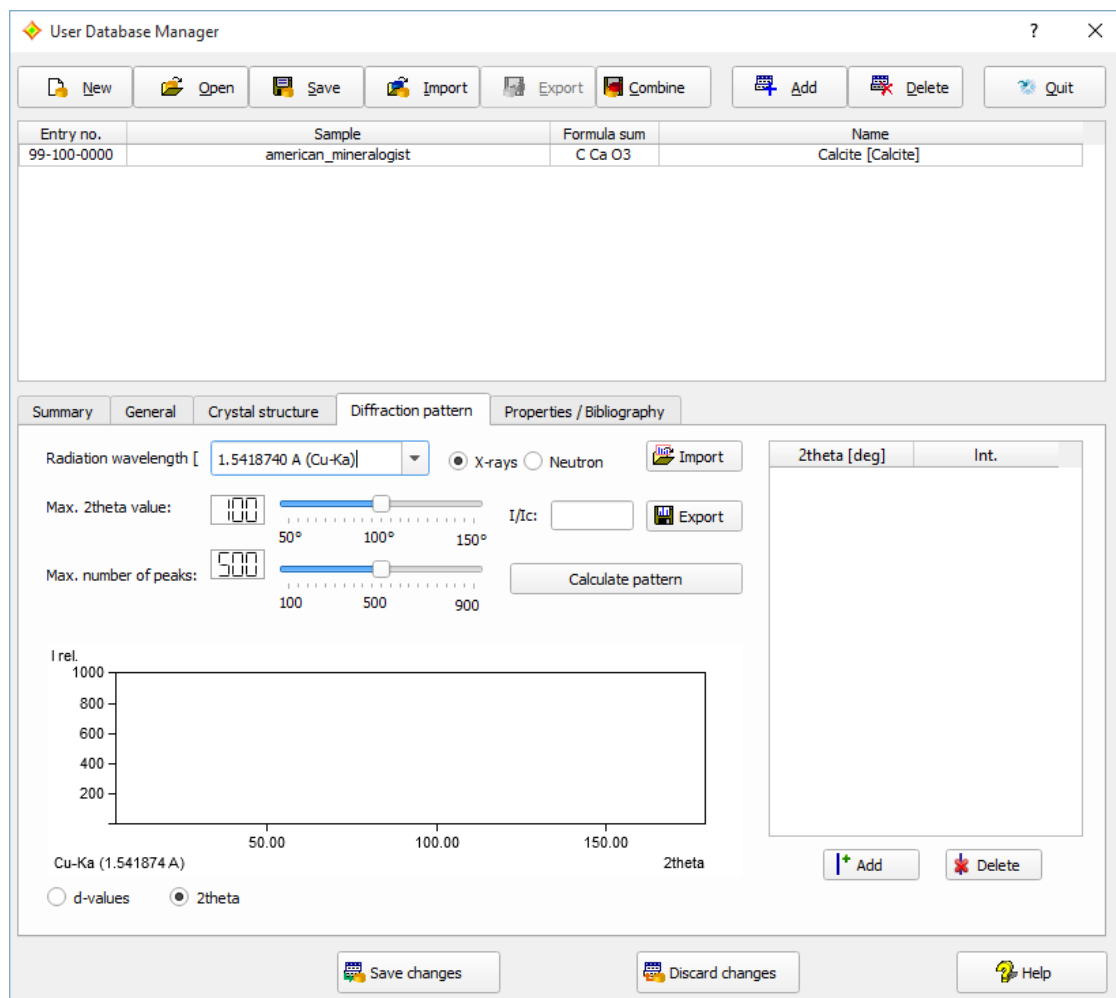 User Database Manager ?
New Open Save Import Export Combine Add Delete Quit
Entry no. Sample Formula sum Name
99-100-0000 american_mineralogist C Ca O3 Calcite [Calcite]
Summary General Crystal structure Diffraction pattern Properties / Bibliography
Radiation wavelength [ 1.5418740 A (Cu-Ka) X-rays Neutron Import
Max. 2theta value: 100 I/Ic: Export
50° 100° 150°
Max. number of peaks: 500 Calculate pattern
100 500 900
2theta [deg] Int.
I rel.
1000
800
600
400
200
50.00 100.00 150.00
Cu-Ka (1.541874 A) 2theta
d-values 2theta
Add Delete
Save changes Discard changes Help